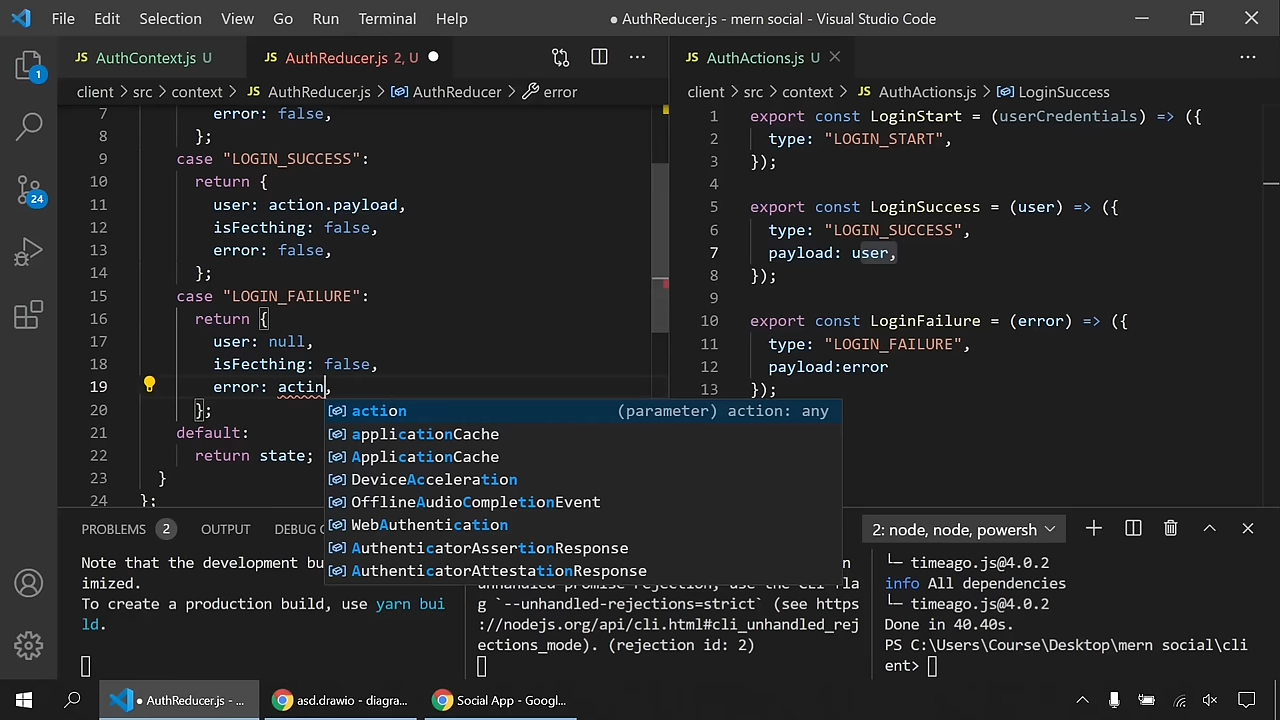 File Edit Selection View Go Run Terminal Help ● AuthReducer.js - mern social - Visual Studio Code
JS AuthContext.js U JS AuthReducer.js 2, U ●
JS AuthActions.js U
client > src > context > JS AuthReducer.js > AuthReducer > error
client > src > context > JS AuthActions.js > LoginSuccess
7 error: false,
8 };
9 case "LOGIN_SUCCESS":
10 return {
11 user: action.payload,
12 isFecthing: false,
13 error: false,
14 };
15 case "LOGIN_FAILURE":
16 return {
17 user: null,
18 isFecthing: false,
19 error: actin,
20 };
21 default:
22 return state;
23 }
24 };
action (parameter) action: any
applicationCache
ApplicationCache
DeviceAcceleration
OfflineAudioCompletionEvent
WebAuthentication
AuthenticatorAssertionResponse
AuthenticatorAttestationResponse
1 export const LoginStart = (userCredentials) => ({
2 type: "LOGIN_START",
3 });
4
5 export const LoginSuccess = (user) => ({
6 type: "LOGIN_SUCCESS",
7 payload: user,
8 });
9
10 export const LoginFailure = (error) => ({
11 type: "LOGIN_FAILURE",
12 payload:error
13 });
1
24
PROBLEMS 2 OUTPUT DEBUG C
2: node, node, powersh
Note that the development bu
imized.
To create a production build, use yarn bui
ld.
unhandled promise rejection, use the CLI fla
g `--unhandled-rejections=strict` (see https
://nodejs.org/api/cli.html#cli_unhandled_rej
ections_mode). (rejection id: 2)
└─ timeago.js@4.0.2
info All dependencies
└─ timeago.js@4.0.2
Done in 40.40s.
PS C:\Users\Course\Desktop\mern social\cli
ent>
● AuthReducer.js - ...
asd.drawio - diagra...
Social App - Googl...